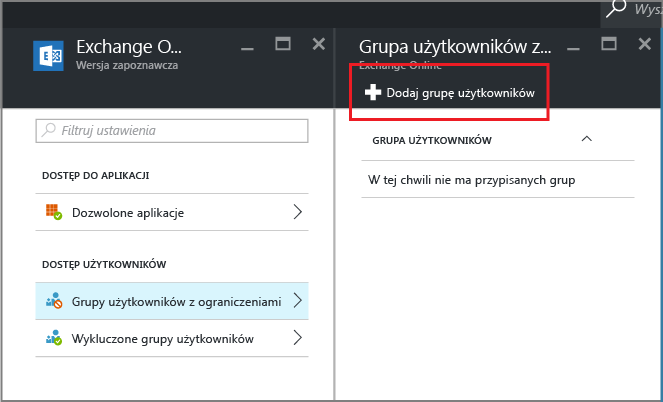 Wysz
Exchange O...
Wersja zapoznawcza
Filtruj ustawienia
DOSTĘP DO APLIKACJI
Dozwolone aplikacje
DOSTĘP UŻYTKOWNIKÓW
Grupy użytkowników z ograniczeniami
Wykluczone grupy użytkowników
Grupa użytkowników z...
Exchange Online
Dodaj grupę użytkowników
GRUPA UŻYTKOWNIKÓW
W tej chwili nie ma przypisanych grup